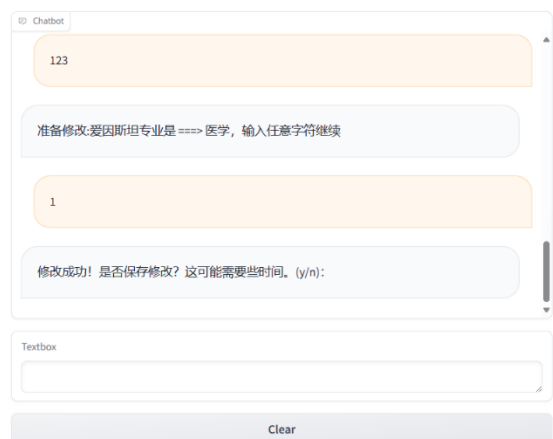 Chatbot
123
准备修改:爱因斯坦专业是 ===> 医学，输入任意字符继续
1
修改成功！是否保存修改？这可能需要些时间。(y/n)：
Textbox
Clear